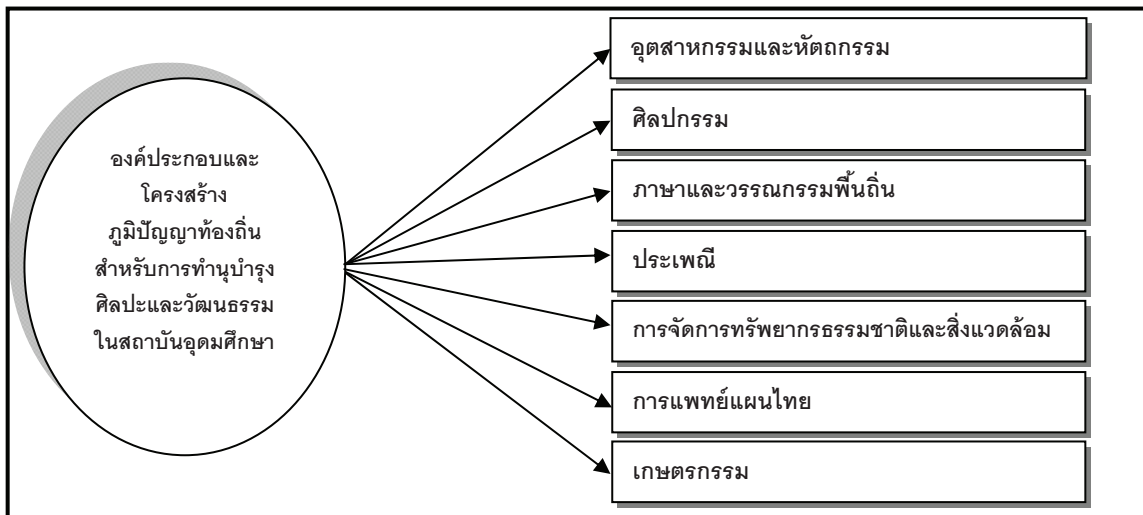 องค์ประกอบและ
โครงสร้าง
ภูมิปัญญาท้องถิ่น
สำหรับการทำนุบำรุง
ศิลปะและวัฒนธรรม
ในสถาบันอุดมศึกษา
อุตสาหกรรมและหัตถกรรม
ศิลปกรรม
ภาษาและวรรณกรรมพื้นถิ่น
ประเพณี
การจัดการทรัพยากรธรรมชาติและสิ่งแวดล้อม
การแพทย์แผนไทย
เกษตรกรรม